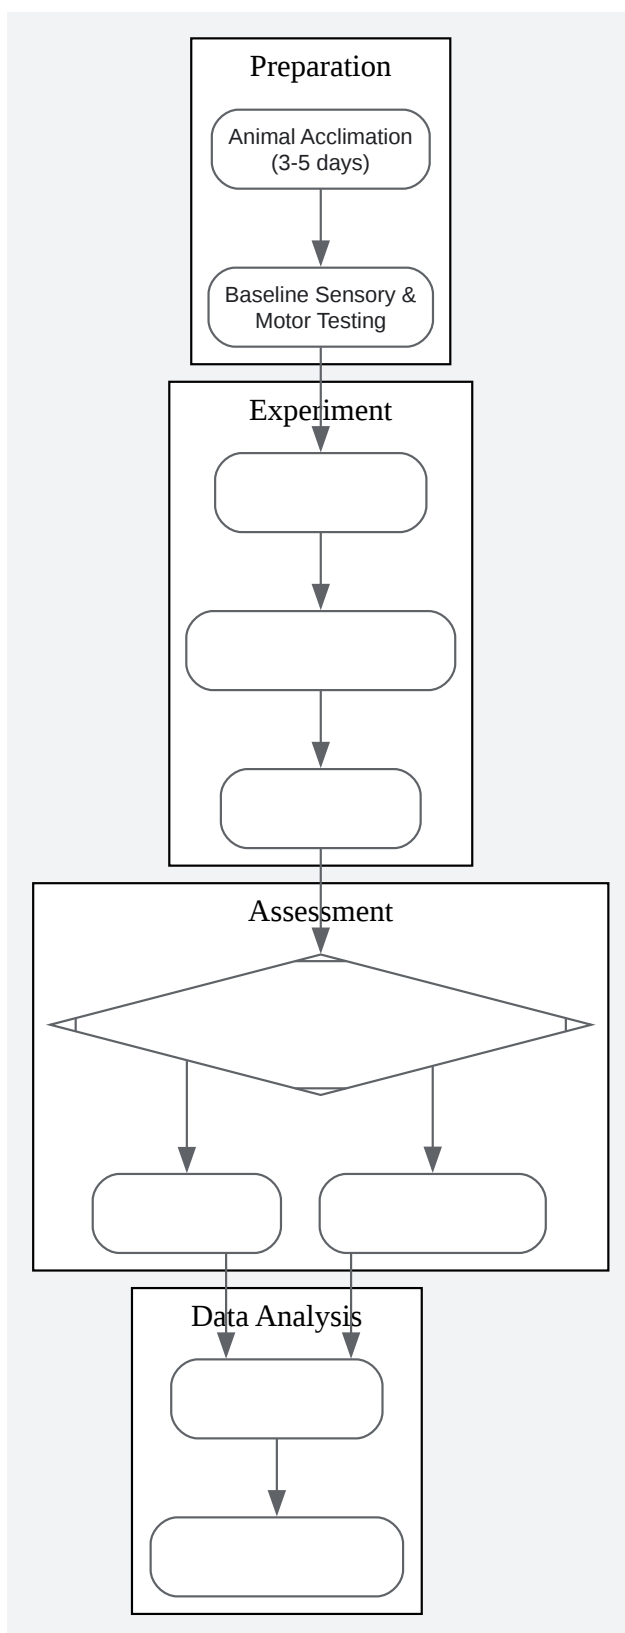 Preparation
Animal Acclimation
(3-5 days)
Baseline Sensory &
Motor Testing
Experiment
Assessment
Data Analysis